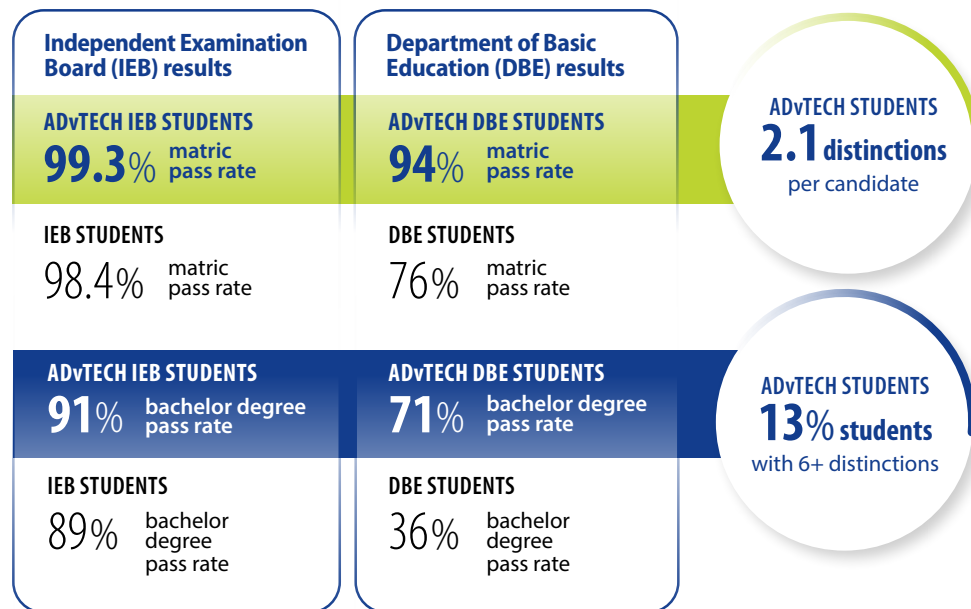 Independent Examination
Board (IEB) results
ADvTECH IEB STUDENTS
99.3% matric
pass rate
IEB STUDENTS
98.4% matric
pass rate
ADvTECH IEB STUDENTS
91% bachelor degree
pass rate
IEB STUDENTS
89% bachelor
degree
pass rate
Department of Basic
Education (DBE) results
ADvTECH DBE STUDENTS
94% matric
pass rate
DBE STUDENTS
76% matric
pass rate
ADvTECH DBE STUDENTS
71% bachelor degree
pass rate
DBE STUDENTS
36% bachelor
degree
pass rate
ADvTECH STUDENTS
2.1 distinctions
per candidate
ADvTECH STUDENTS
13% students
with 6+ distinctions